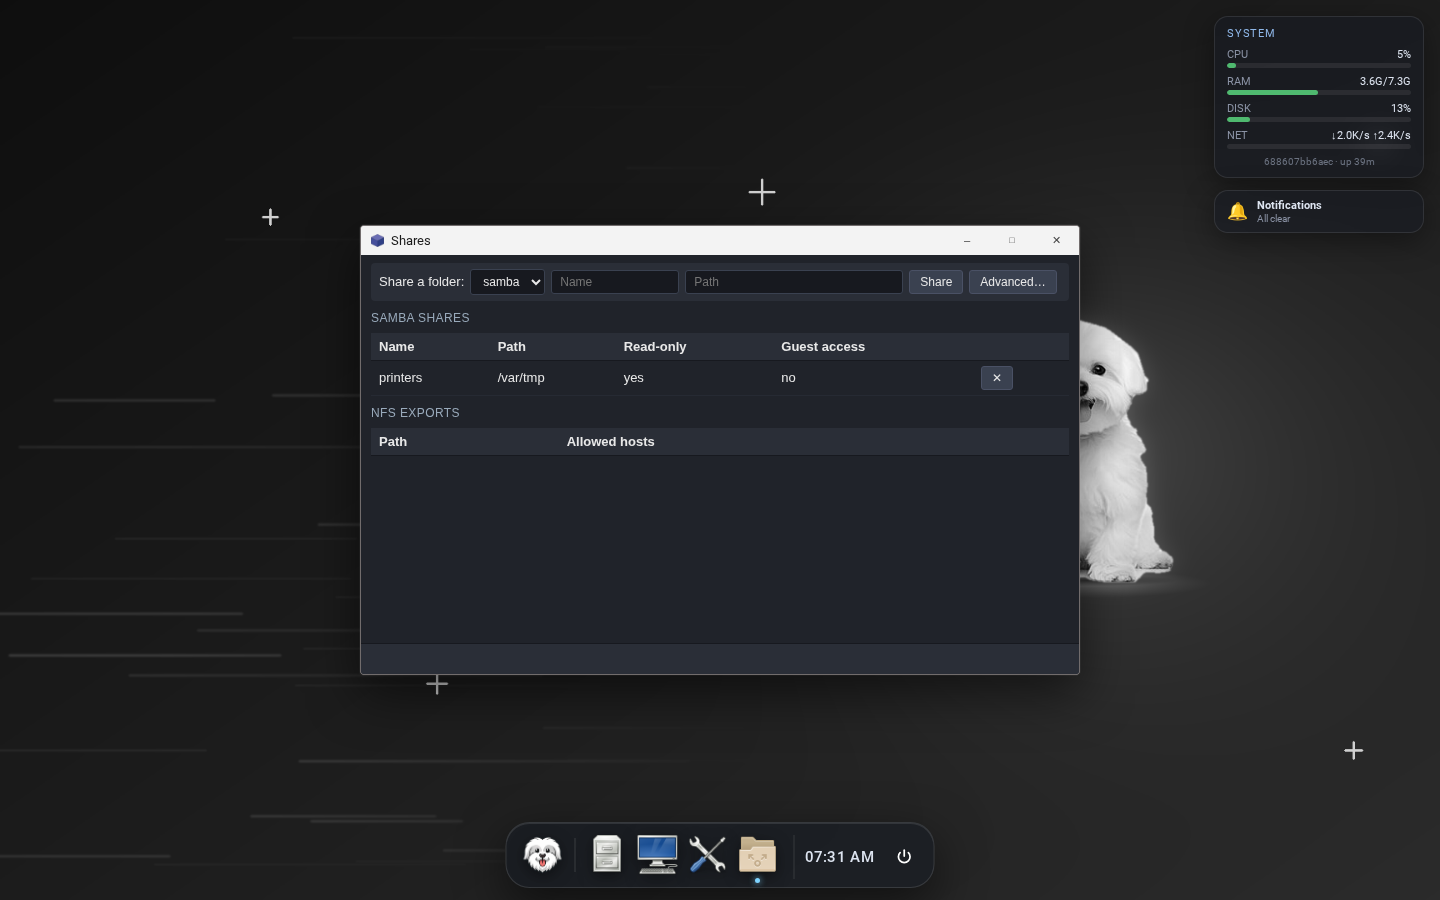 SYSTEM
CPU 5%
RAM 3.6G/7.3G
DISK 13%
NET ↓2.0K/s ↑2.4K/s
688607bb6aec · up 39m
Notifications
All clear
Shares
Share a folder: samba Name Path Share Advanced…
SAMBA SHARES
Name Path Read-only Guest access
printers /var/tmp yes no ✕
NFS EXPORTS
Path Allowed hosts
07:31 AM